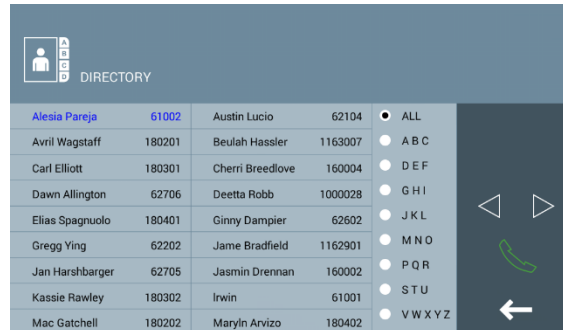 A
B
C
D
DIRECTORY
Alesia Pareja 61002 Austin Lucio 62104 ALL
Avril Wagstaff 180201 Beulah Hassler 1163007 A B C
Carl Elliott 180301 Cherri Breedlove 160004 D E F
Dawn Allington 62706 Deetta Robb 1000028 G H I
Elias Spagnuolo 180401 Ginny Dampier 62602 J K L
Gregg Ying 62202 Jame Bradfield 1162901 M N O
Jan Harshbarger 62705 Jasmin Drennan 160002 P Q R
Kassie Rawley 180302 Irwin 61001 S T U
Mac Gatchell 180202 Maryln Arvizo 180402 V W X Y Z